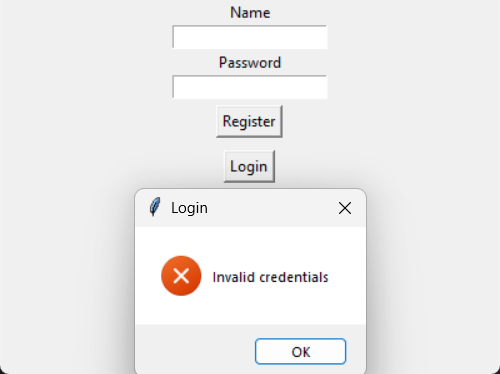 Name
Password
Register
Login
Login
Invalid credentials
OK